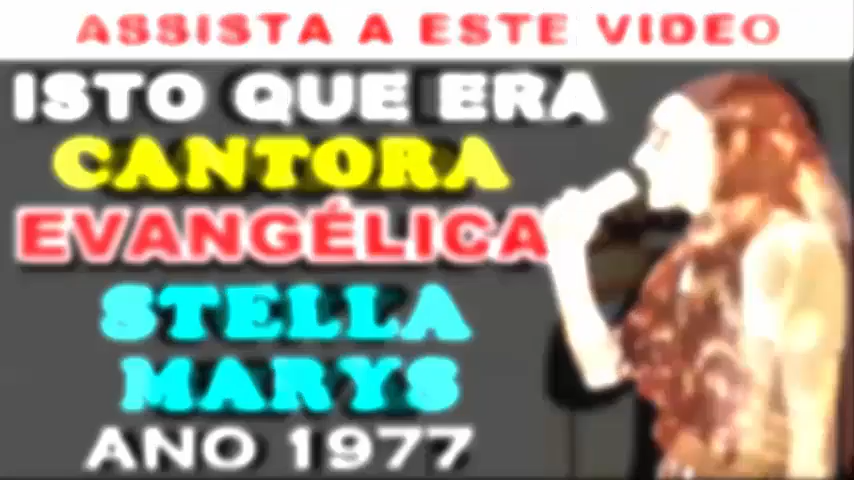 ASSISTA A ESTE VIDEO
ISTO QUE ERA
CANTORA
EVANGÉLICA
STELLA
MARYS
ANO 1977